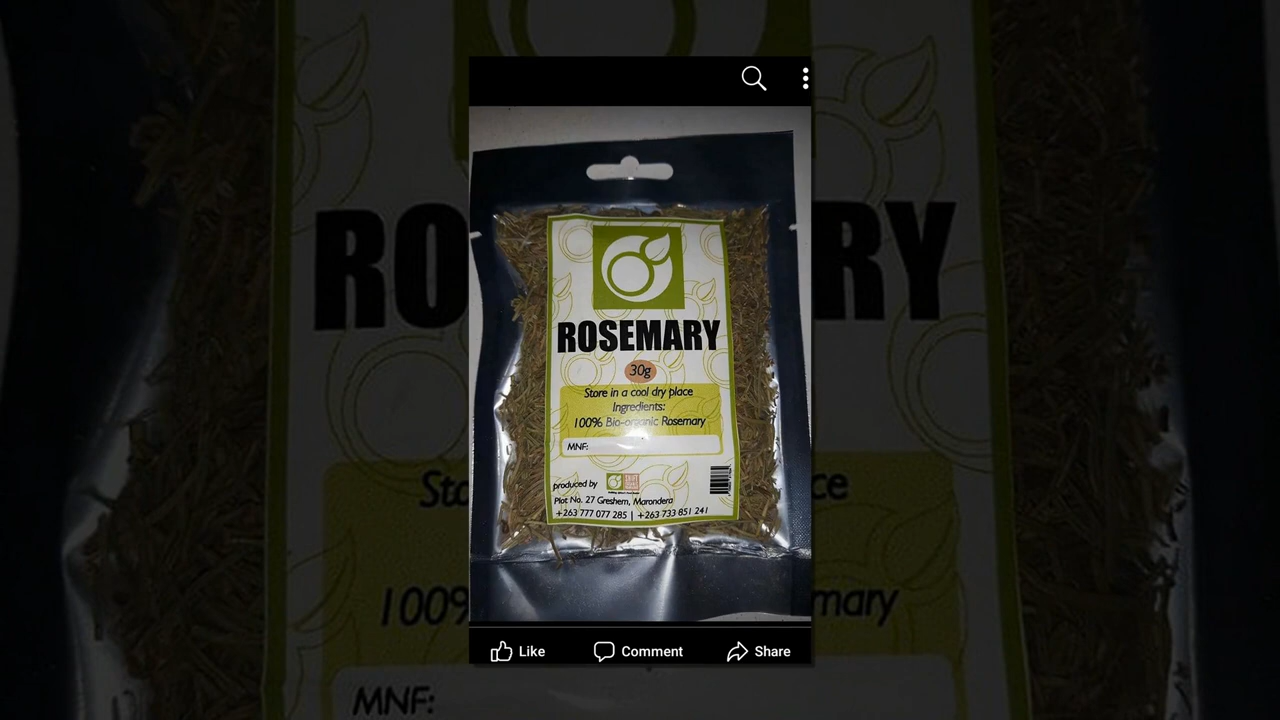 ROSEMARY
30g
Store in a cool dry place
Ingredients:
100% Bio-organic Rosemary
MNF:
produced by
Plot No. 27 Greshem, Marondera
+263 777 077 285 | +263 733 851 241
Like Comment Share